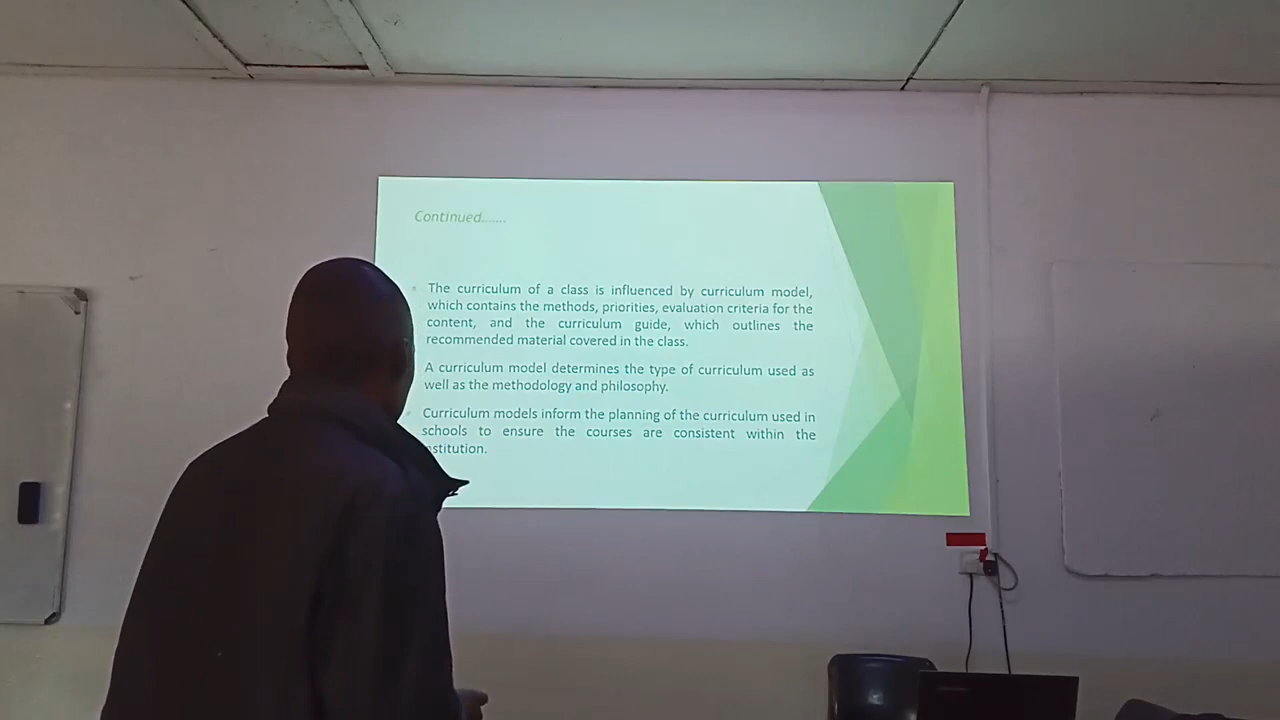 Continued.......
The curriculum of a class is influenced by curriculum model,
which contains the methods, priorities, evaluation criteria for the
content, and the curriculum guide, which outlines the
recommended material covered in the class.
A curriculum model determines the type of curriculum used as
well as the methodology and philosophy.
Curriculum models inform the planning of the curriculum used in
schools to ensure the courses are consistent within the
nstitution.